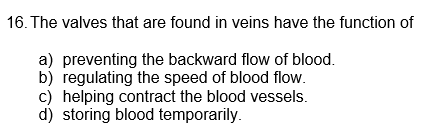 16. The valves that are found in veins have the function of
a) preventing the backward flow of blood.
b) regulating the speed of blood flow.
c) helping contract the blood vessels.
d) storing blood temporarily.